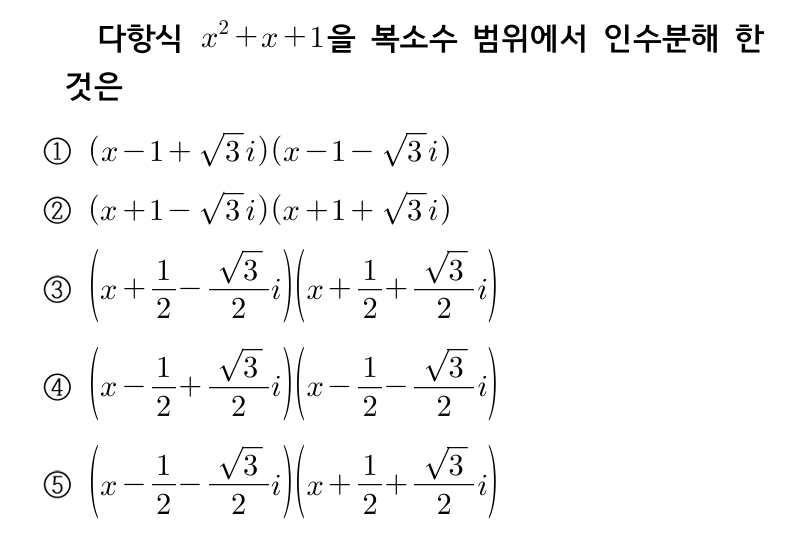 다항식 $x^2+x+1$을 복소수 범위에서 인수분해 한
것은
① $(x-1+\sqrt{3}i)(x-1-\sqrt{3}i)$
② $(x+1-\sqrt{3}i)(x+1+\sqrt{3}i)$
③ $\left(x+\frac{1}{2}-\frac{\sqrt{3}}{2}i\right)\left(x+\frac{1}{2}+\frac{\sqrt{3}}{2}i\right)$
④ $\left(x-\frac{1}{2}+\frac{\sqrt{3}}{2}i\right)\left(x-\frac{1}{2}-\frac{\sqrt{3}}{2}i\right)$
⑤ $\left(x-\frac{1}{2}-\frac{\sqrt{3}}{2}i\right)\left(x+\frac{1}{2}+\frac{\sqrt{3}}{2}i\right)$